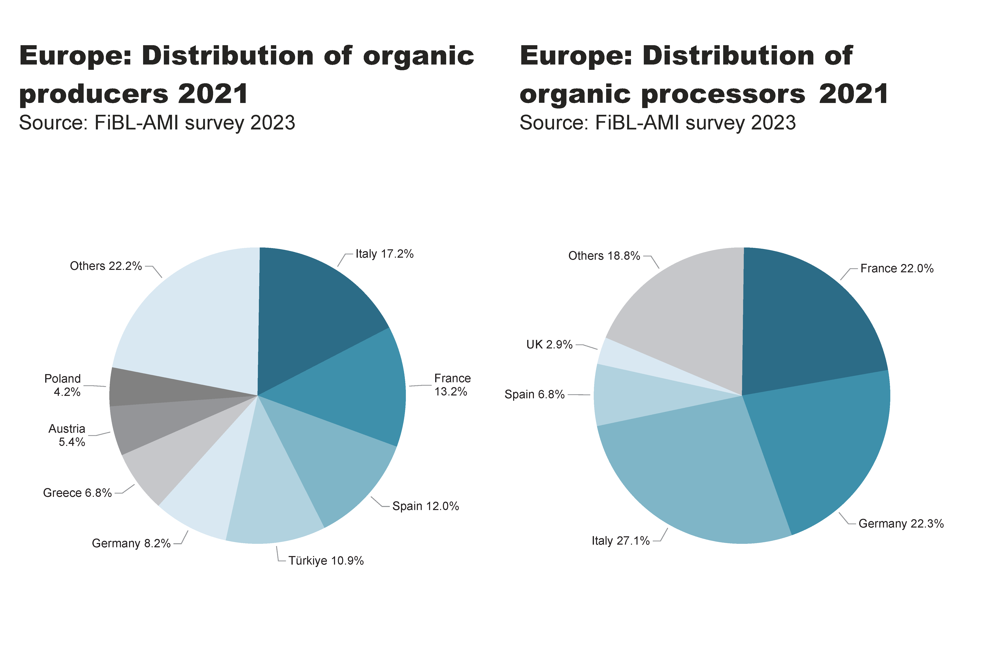 Europe: Distribution of organic
producers 2021
Source: FiBL-AMI survey 2023
Italy 17.2%
France
13.2%
Spain 12.0%
Türkiye 10.9%
Germany 8.2%
Greece 6.8%
Austria
5.4%
Poland
4.2%
Others 22.2%
Europe: Distribution of
organic processors 2021
Source: FiBL-AMI survey 2023
France 22.0%
Germany 22.3%
Italy 27.1%
Spain 6.8%
UK 2.9%
Others 18.8%